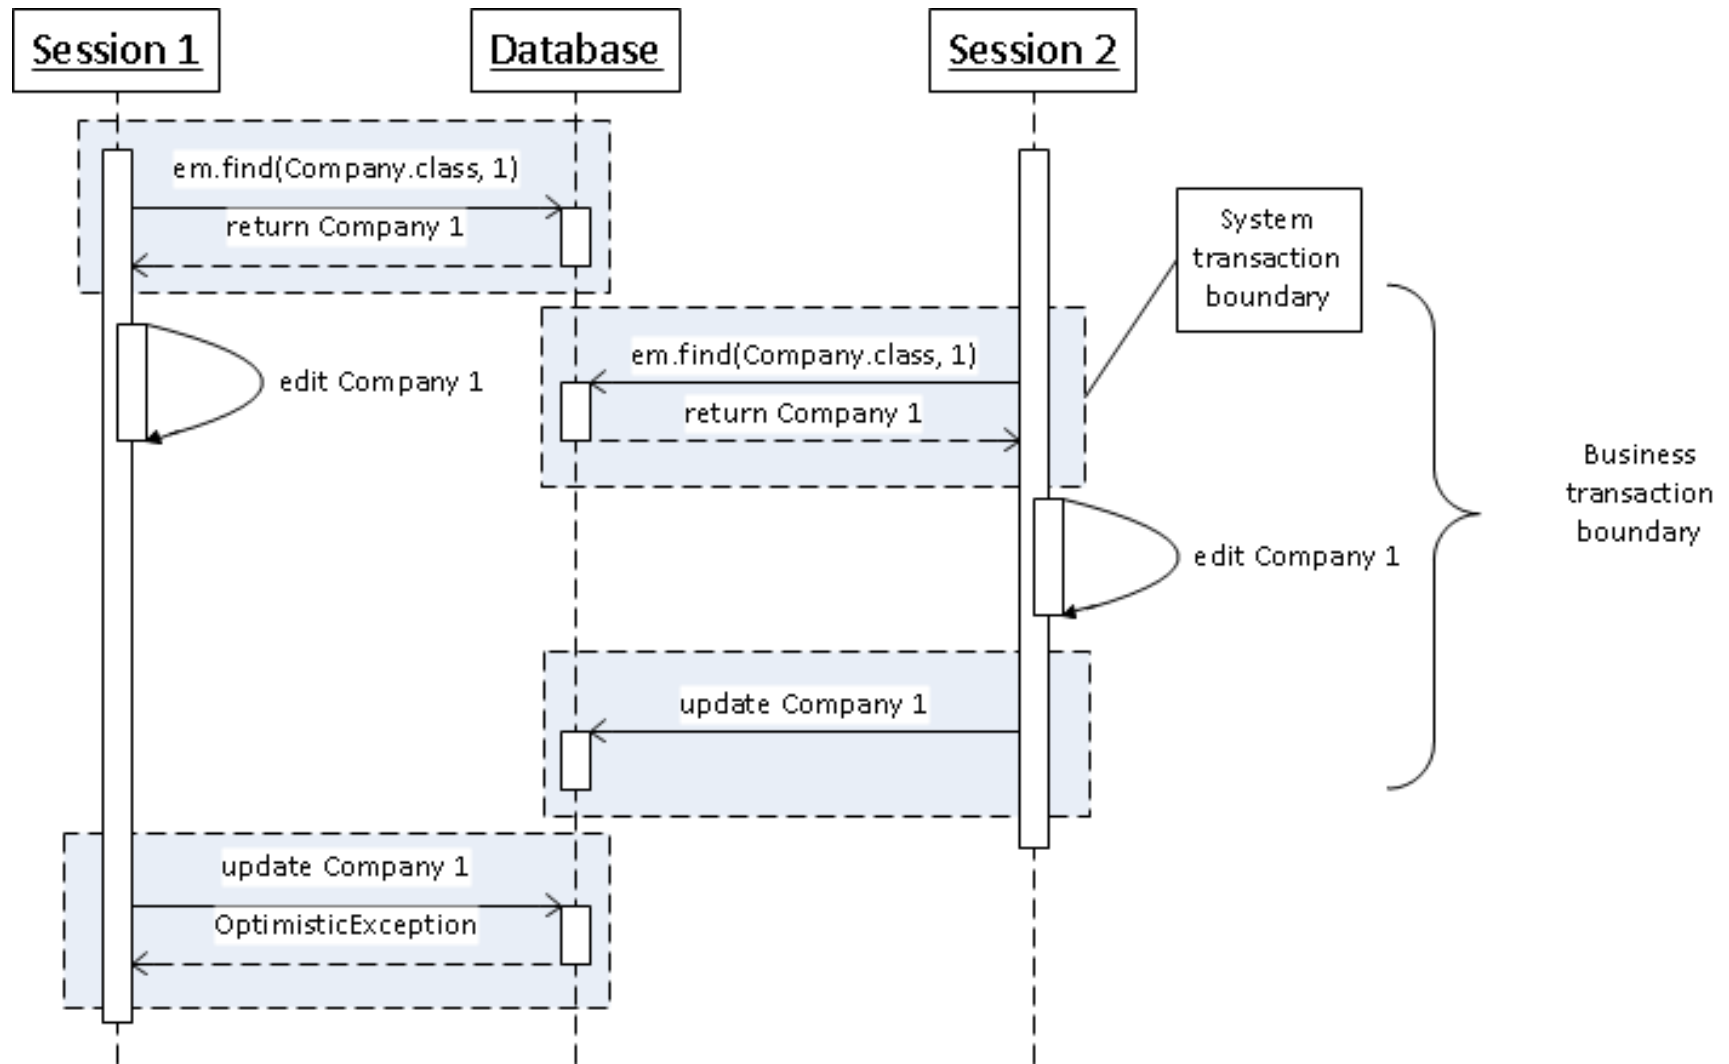 Session 1
Database
Session 2
em.find(Company.class, 1)
return Company 1
System
transaction
boundary
em.find(Company.class, 1)
edit Company 1
return Company 1
Business
transaction
boundary
edit Company 1
update Company 1
update Company 1
OptimisticException